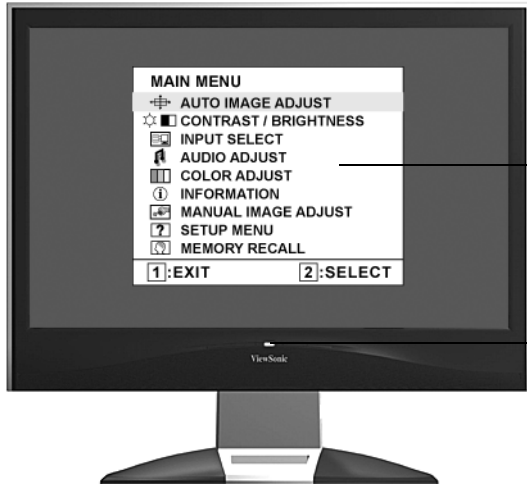 MAIN MENU
AUTO IMAGE ADJUST
CONTRAST / BRIGHTNESS
INPUT SELECT
AUDIO ADJUST
COLOR ADJUST
INFORMATION
MANUAL IMAGE ADJUST
? SETUP MENU
MEMORY RECALL
1:EXIT 2:SELECT
ViewSonic